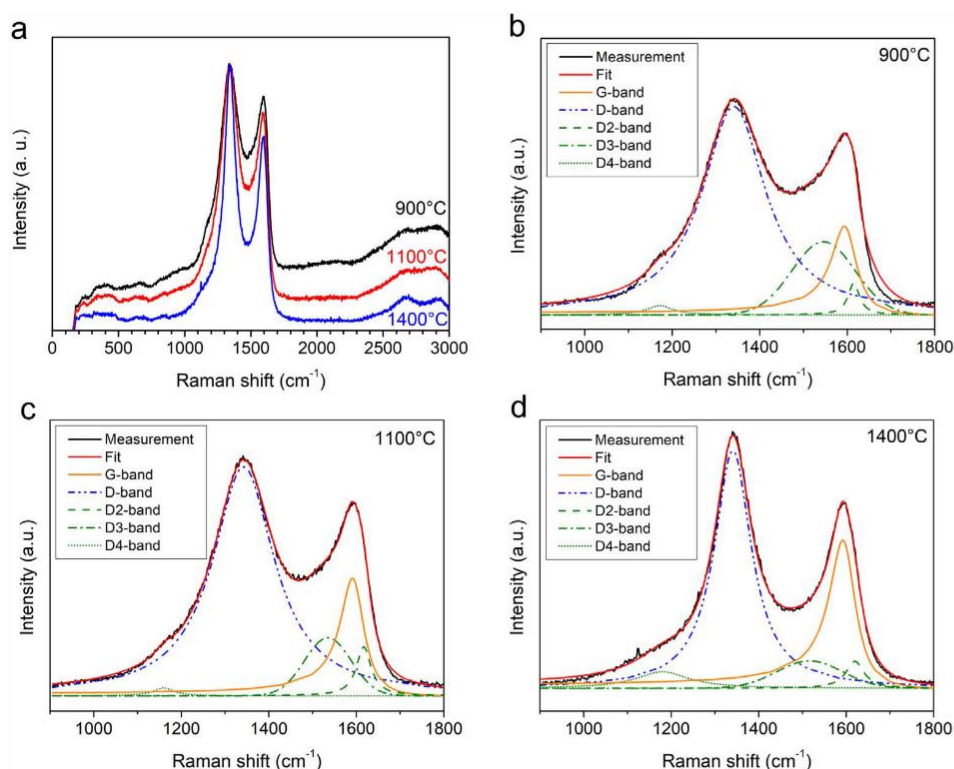 a
Intensity (a. u.)
900°C
1100°C
1400°C
0 500 1000 1500 2000 2500 3000
Raman shift (cm⁻¹)
b
900°C
Measurement
Fit
G-band
D-band
D2-band
D3-band
D4-band
Intensity (a.u.)
1000 1200 1400 1600 1800
Raman shift (cm⁻¹)
c
1100°C
Measurement
Fit
G-band
D-band
D2-band
D3-band
D4-band
Intensity (a.u.)
1000 1200 1400 1600 1800
Raman shift (cm⁻¹)
d
1400°C
Measurement
Fit
G-band
D-band
D2-band
D3-band
D4-band
Intensity (a.u.)
1000 1200 1400 1600 1800
Raman shift (cm⁻¹)